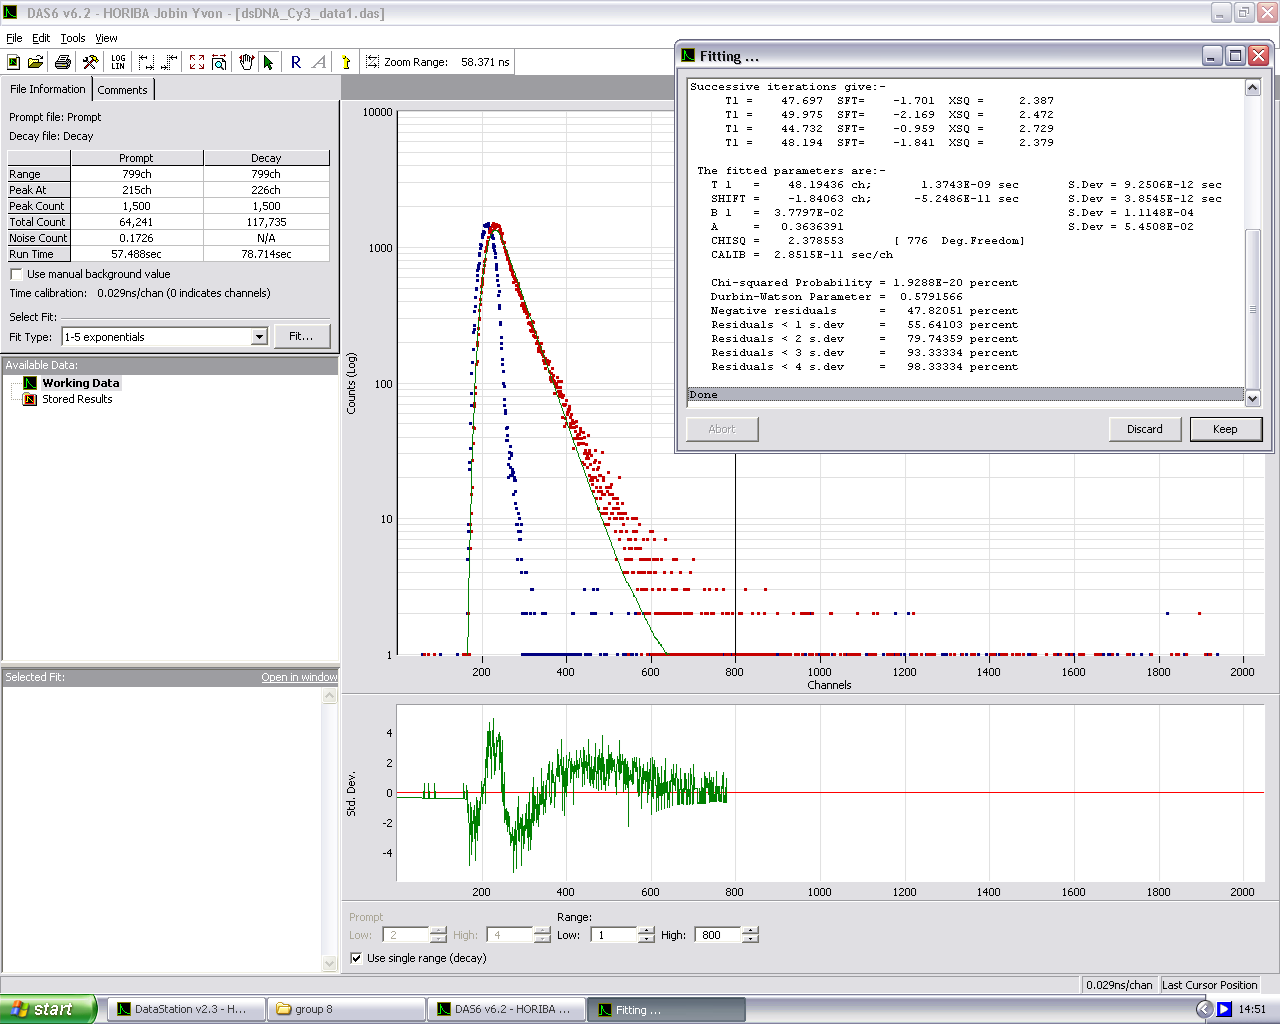 DAS6 v6.2 - HORIBA Jobin Yvon - [dsDNA_Cy3_data1.das]
File Edit Tools View
LOG LIN R A Zoom Range: 58.371 ns
File Information Comments
Prompt file: Prompt
Decay file: Decay
Prompt Decay
Range 799ch 799ch
Peak At 215ch 226ch
Peak Count 1,500 1,500
Total Count 64,241 117,735
Noise Count 0.1726 N/A
Run Time 57.488sec 78.714sec
Use manual background value
Time calibration: 0.029ns/chan (0 indicates channels)
Select Fit:
Fit Type: 1-5 exponentials Fit...
Available Data:
Working Data
Stored Results
Selected Fit: Open in window
Fitting ...
Successive iterations give:-
T1 = 47.697 SFT= -1.701 XSQ = 2.387
T1 = 49.975 SFT= -2.169 XSQ = 2.472
T1 = 44.732 SFT= -0.959 XSQ = 2.729
T1 = 48.194 SFT= -1.841 XSQ = 2.379
The fitted parameters are:-
T 1 = 48.19436 ch; 1.3743E-09 sec S.Dev = 9.2506E-12 sec
SHIFT = -1.84063 ch; -5.2486E-11 sec S.Dev = 3.8545E-12 sec
B 1 = 3.7797E-02 S.Dev = 1.1148E-04
A = 0.3636391 S.Dev = 5.4508E-02
CHISQ = 2.378553 [ 776 Deg.Freedom]
CALIB = 2.8515E-11 sec/ch
Chi-squared Probability = 1.9288E-20 percent
Durbin-Watson Parameter = 0.5791566
Negative residuals = 47.82051 percent
Residuals < 1 s.dev = 55.64103 percent
Residuals < 2 s.dev = 79.74359 percent
Residuals < 3 s.dev = 93.33334 percent
Residuals < 4 s.dev = 98.33334 percent
Done
Abort Discard Keep
10000
1000
100
10
1
Counts (Log)
200 400 600 800 1000 1200 1400 1600 1800 2000
Channels
4
2
0
-2
-4
Std. Dev.
200 400 600 800 1000 1200 1400 1600 1800 2000
Prompt Range:
Low: 2 High: 4 Low: 1 High: 800
Use single range (decay)
0.029ns/chan Last Cursor Position
start DataStation v2.3 - H... group 8 DAS6 v6.2 - HORIBA ... Fitting ... 14:51